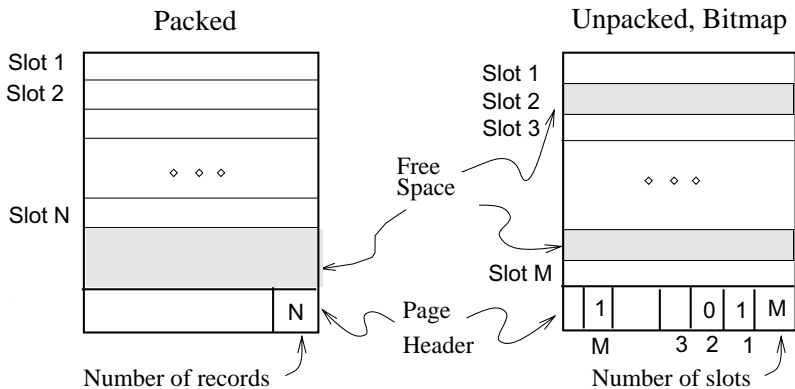 Packed
Slot 1
Slot 2
Slot N
N
Number of records
Free
Space
Page
Header
Unpacked, Bitmap
Slot 1
Slot 2
Slot 3
Slot M
1 0 1 M
M 3 2 1
Number of slots